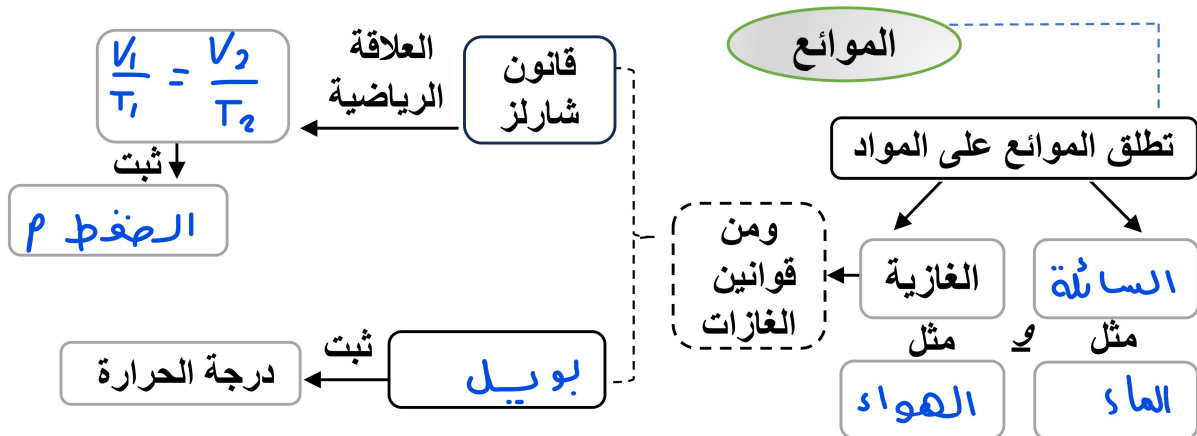 الموائع
تطلق الموائع على المواد
السائلة
الغازية
مثل
و
مثل
الماء
الهواء
ومن
قوانين
الغازات
قانون
شارلز
العلاقة
الرياضية
V₁/T₁ = V₂/T₂
ثبت
الضغط P
بويل
ثبت
درجة الحرارة